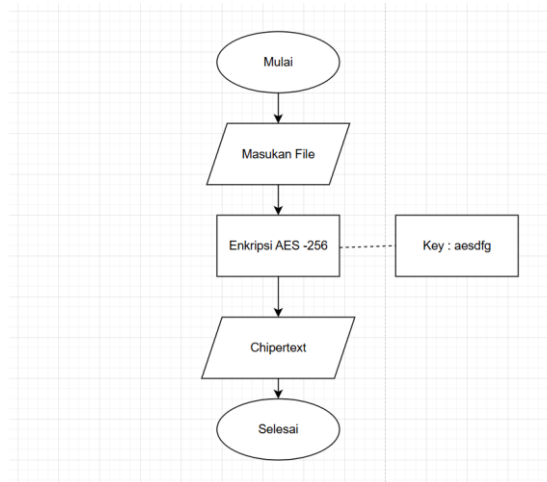 Mulai
Masukan File
Enkripsi AES -256
Key : aesdfg
Chipertext
Selesai